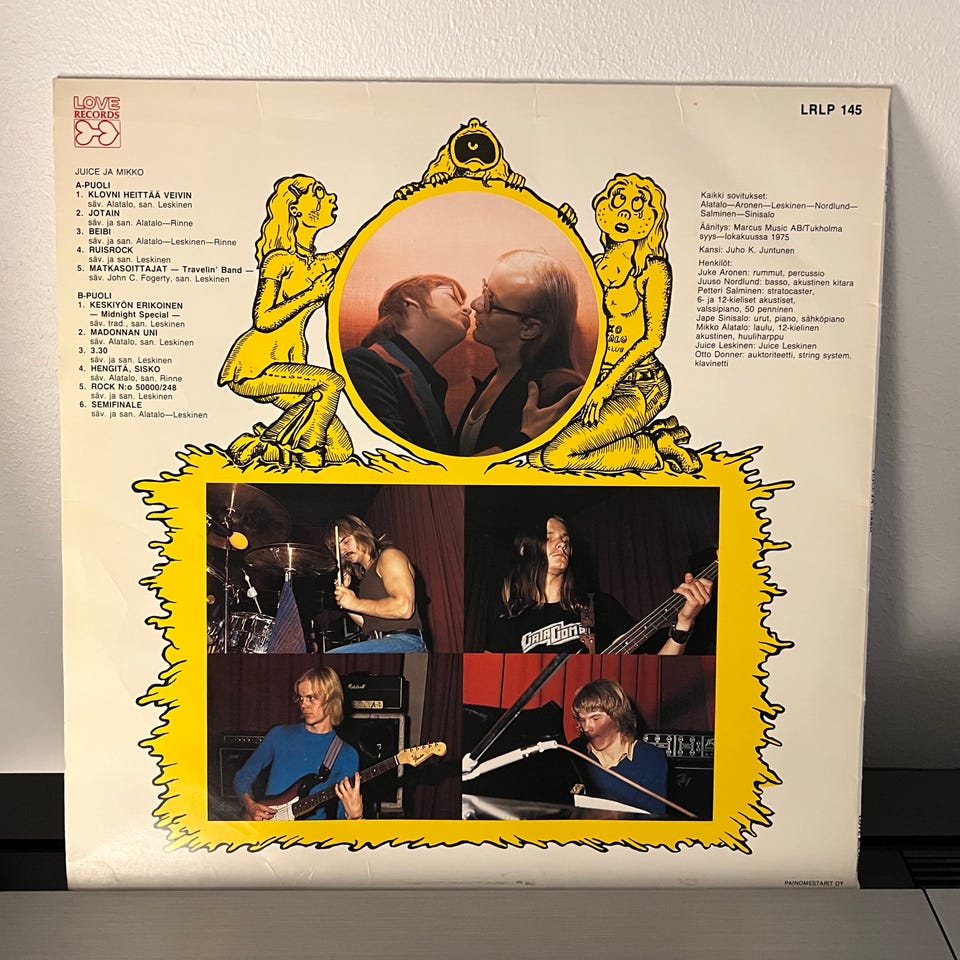 LOVE
RECORDS
LRLP 145
JUICE JA MIKKO
A-PUOLI
1. KLOVNI HEITTÄÄ VEIVIN
säv. Alatalo, san. Leskinen
2. JOTAIN
säv. ja san. Alatalo—Rinne
3. BEIBI
säv. ja san. Alatalo—Leskinen—Rinne
4. RUISROCK
säv. ja san. Leskinen
5. MATKASOITTAJAT — Travelin' Band —
säv. John C. Fogerty, san. Leskinen
B-PUOLI
1. KESKIYÖN ERIKOINEN
— Midnight Special —
säv. trad., san. Leskinen
2. MADONNAN UNI
säv. Alatalo, san. Leskinen
3. 3.30
säv. ja san. Leskinen
4. HENGITÄ, SISKO
säv. Alatalo, san. Rinne
5. ROCK N:o 50000/248
säv. ja san. Leskinen
6. SEMIFINALE
säv. ja san. Alatalo—Leskinen
Kaikki sovitukset:
Alatalo—Aronen—Leskinen—Nordlund—
Salminen—Sinisalo
Äänitys: Marcus Music AB/Tukholma
syys—lokakuussa 1975
Kansi: Juho K. Juntunen
Henkilöt:
Juke Aronen: rummut, percussio
Juuso Nordlund: basso, akustinen kitara
Petteri Salminen: stratocaster,
6- ja 12-kieliset akustiset,
valssipiano, 50 penninen
Jape Sinisalo: urut, piano, sähköpiano
Mikko Alatalo: laulu, 12-kielinen
akustinen, huuliharppu
Juice Leskinen: Juice Leskinen
Otto Donner: auktoriteetti, string system,
klavinetti
CLUB
Marshall
PAINOMESTARIT OY